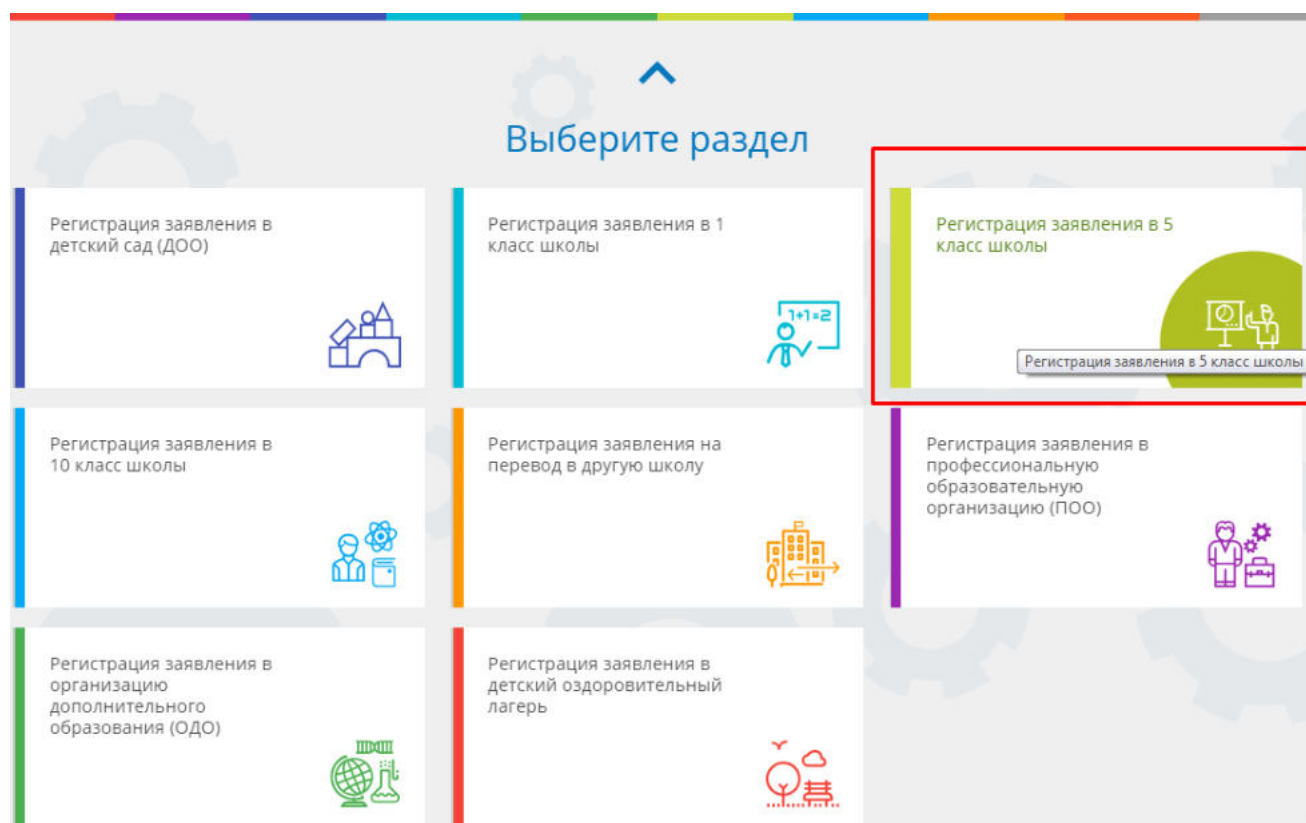 Выберите раздел
Регистрация заявления в
детский сад (ДОО)
Регистрация заявления в 1
класс школы
1+1=2
Регистрация заявления в 5
класс школы
Регистрация заявления в 5 класс школы
Регистрация заявления в
10 класс школы
Регистрация заявления на
перевод в другую школу
Регистрация заявления в
профессиональную
образовательную
организацию (ПОО)
Регистрация заявления в
организацию
дополнительного
образования (ОДО)
Регистрация заявления в
детский оздоровительный
лагерь